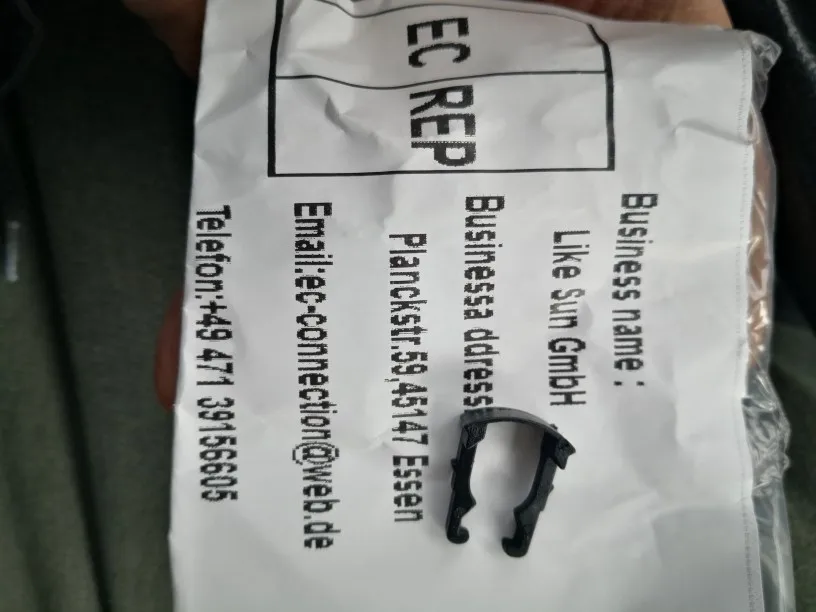 EC REP
Business name :
Like Sun GmbH
Businessa ddress
Planckstr.59,45147 Essen
Email:ec-connection@web.de
Telefon:+49 471 39156605